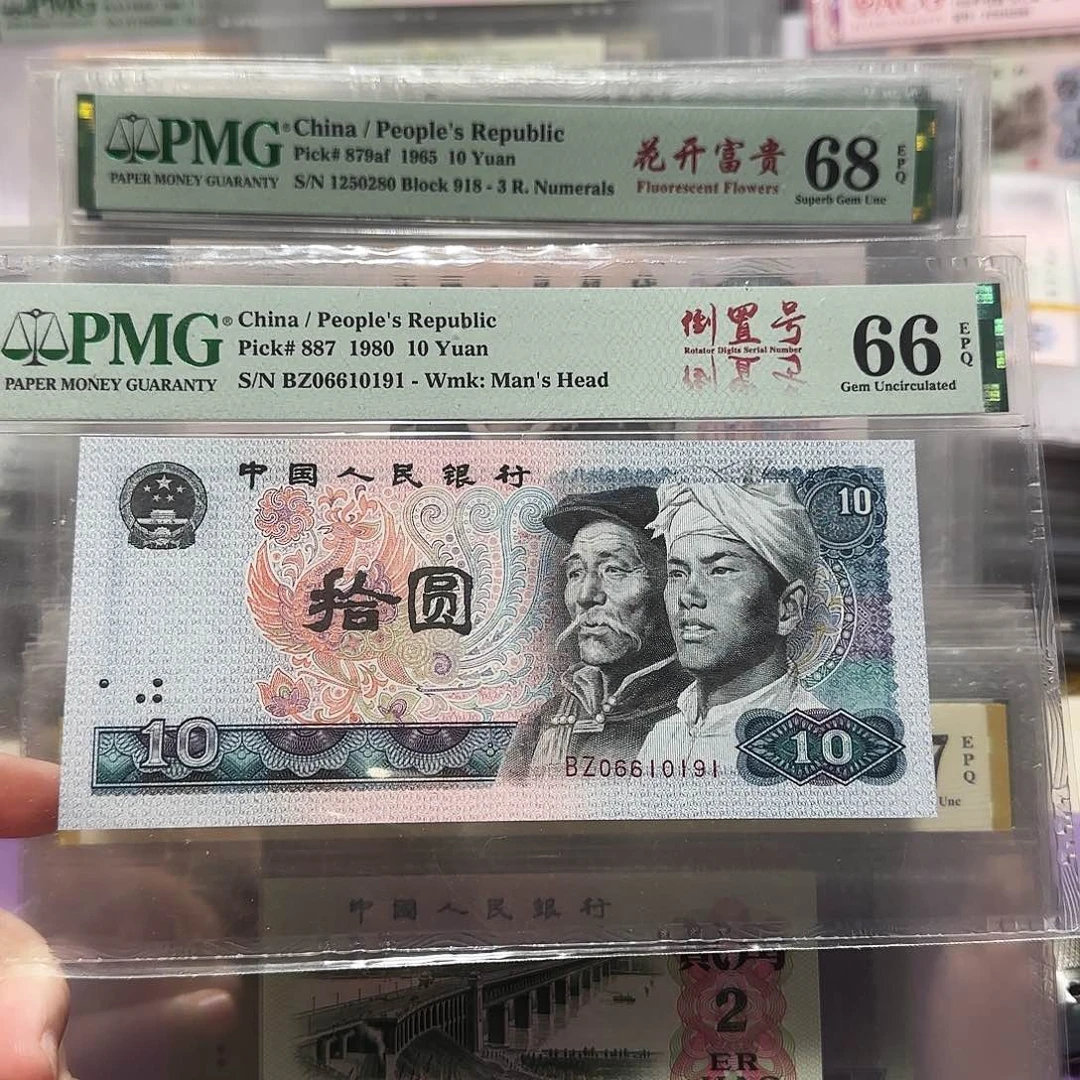 PMG
PMG® China / People's Republic
Pick# 879af 1965 10 Yuan
PAPER MONEY GUARANTY
S/N 1250280 Block 918 - 3 R. Numerals
花开富贵
Fluorescent Flowers
68
EPQ
Superb Gem Unc
PMG® China / People's Republic
Pick# 887 1980 10 Yuan
PAPER MONEY GUARANTY
S/N BZ06610191 - Wmk: Man's Head
倒置号
Rotator Digits Serial Number
66
EPQ
Gem Uncirculated
中国人民银行
10
拾圆
10
BZ06610191
10
7
EPQ
Unc
中国人民银行
贰角
2
ER